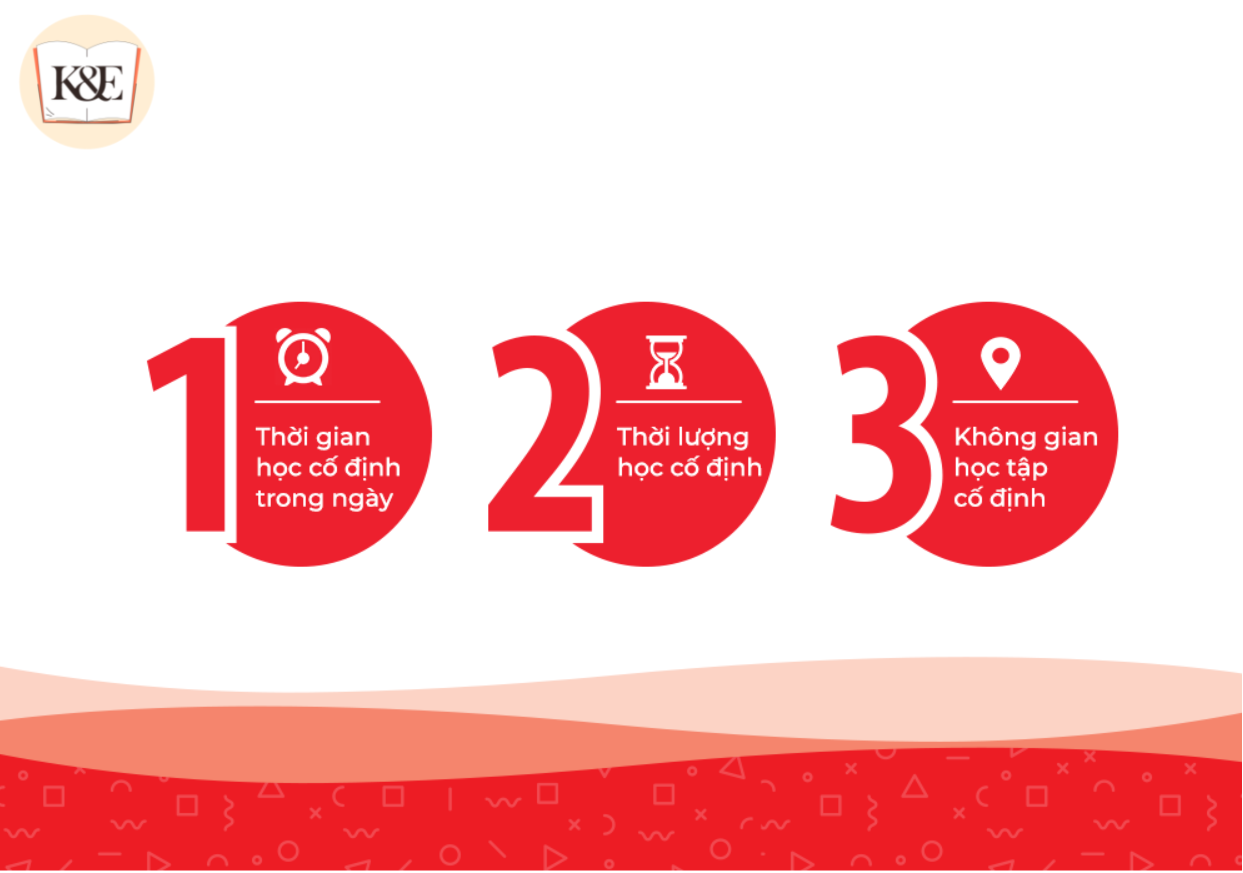 K&E
1
Thời gian
học cố định
trong ngày
2
Thời lượng
học cố định
3
Không gian
học tập
cố định